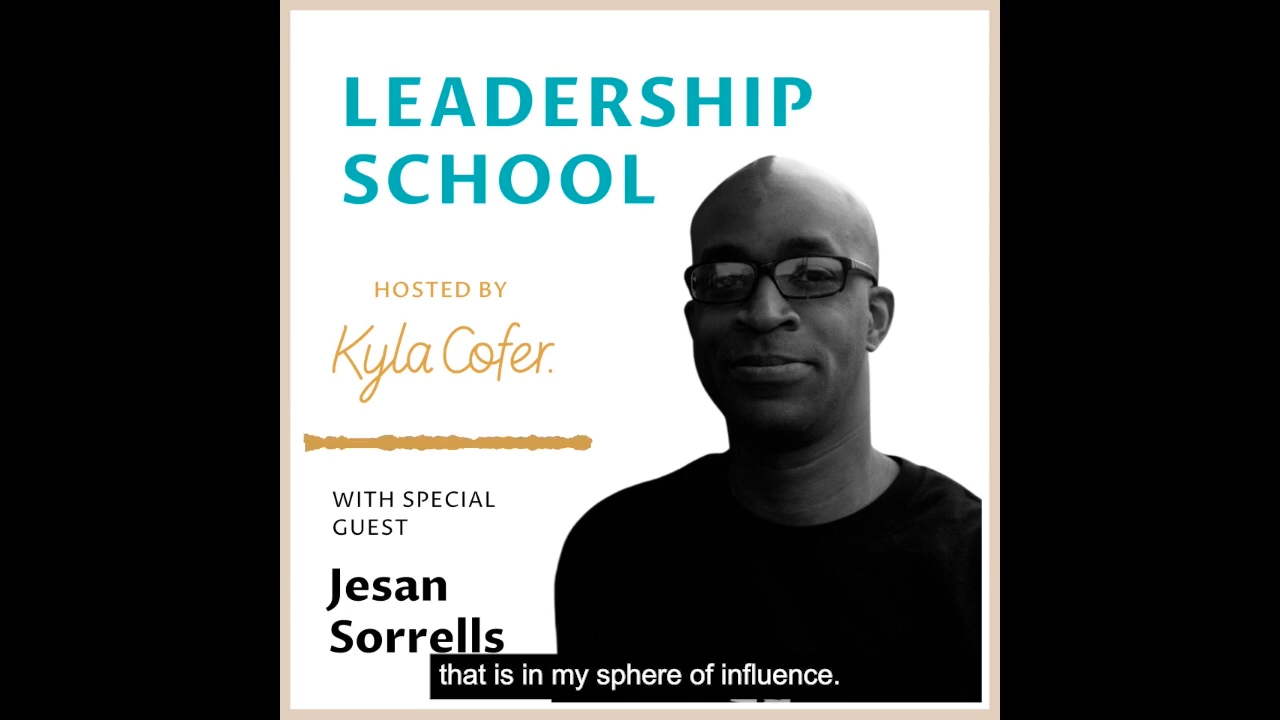 LEADERSHIP
SCHOOL
HOSTED BY
Kyla Cofer.
WITH SPECIAL
GUEST
Jesan
Sorrells
that is in my sphere of influence.